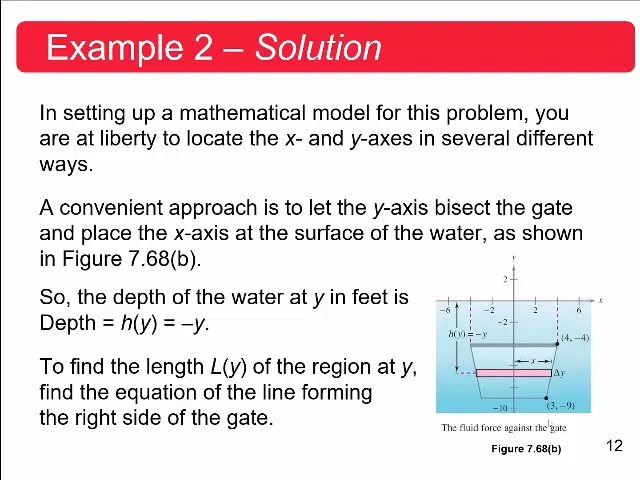 Example 2 – Solution
In setting up a mathematical model for this problem, you
are at liberty to locate the x- and y-axes in several different
ways.
A convenient approach is to let the y-axis bisect the gate
and place the x-axis at the surface of the water, as shown
in Figure 7.68(b).
So, the depth of the water at y in feet is
Depth = h(y) = –y.
To find the length L(y) of the region at y,
find the equation of the line forming
the right side of the gate.
y
2
x
−6 −2 2 6
−2
h(y) = −y
(4, −4)
x
Δy
−10
(3, −9)
The fluid force against the gate
Figure 7.68(b)
12